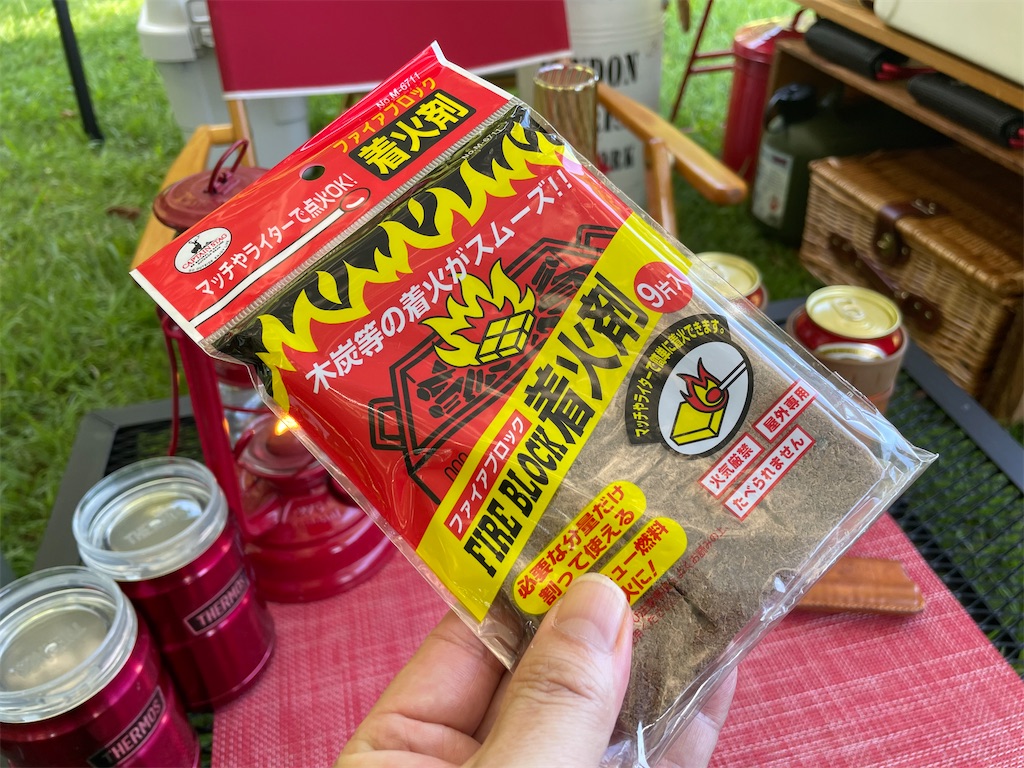 No.M-6711
ファイアブロック
着火剤
マッチやライターで点火OK!
CAPTAIN STAG
木炭等の着火がスムーズ!!
ファイアブロック
FIRE BLOCK
着火剤
9片入
マッチやライターで簡単に着火できます。
火気厳禁
屋外専用
たべられません
必要な分量だけ
割って使える
ュー燃料
火に!
THERMOS
THERMOS